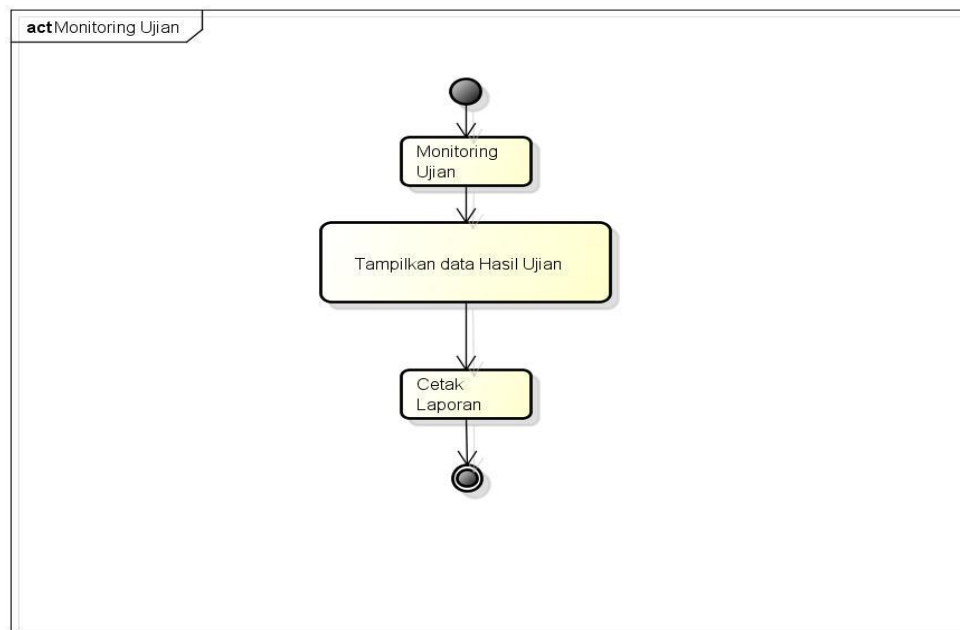 act Monitoring Ujian
Monitoring
Ujian
Tampilkan data Hasil Ujian
Cetak
Laporan